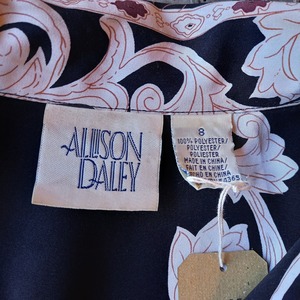 ALLISON
DALEY
8
100% POLYESTER/
POLYESTER/
POLYESTER
MADE IN CHINA/
FAIT EN CHINE/
HECHO EN CHINA